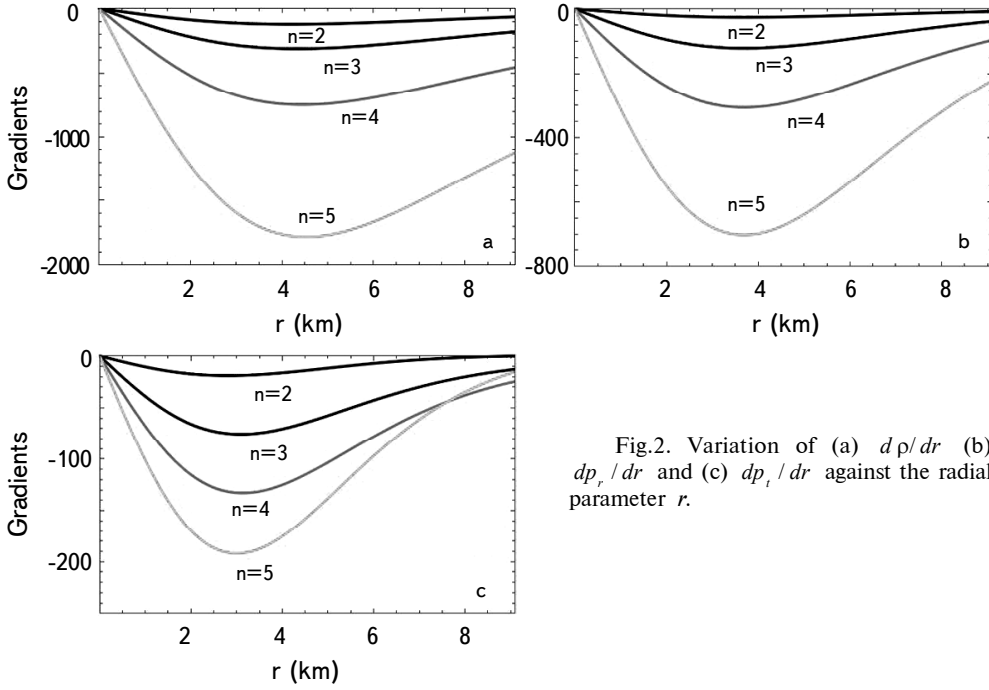 0
n=2
n=3
n=4
-1000
n=5
a
-2000
Gradients
2 4 6 8
r (km)
0
n=2
n=3
n=4
-400
n=5
b
-800
2 4 6 8
r (km)
0
n=2
n=3
-100
n=4
-200
n=5
c
Gradients
2 4 6 8
r (km)
Fig.2. Variation of (a) dρ/dr (b)
dp_r / dr and (c) dp_t / dr against the radial
parameter r.